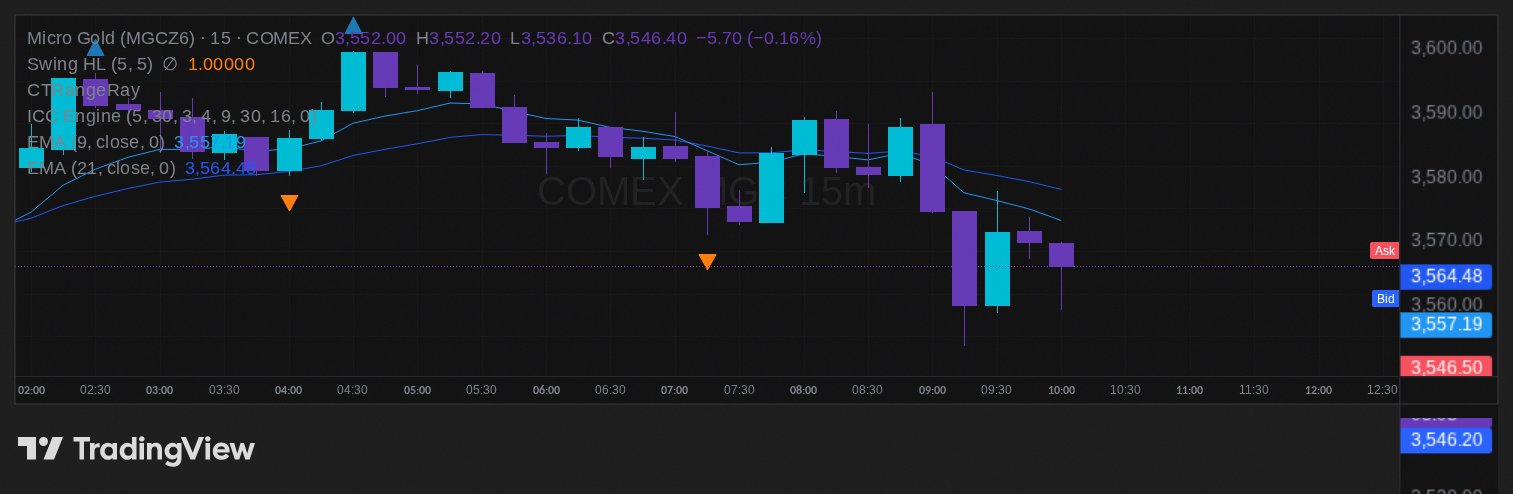 Micro Gold (MGCZ6) · 15 · COMEX O3,552.00 H3,552.20 L3,536.10 C3,546.40 −5.70 (−0.16%)
Swing HL (5, 5) ∅ 1.00000
CTRangeRay
ICC Engine (5, 30, 3, 4, 9, 30, 16, 0)
EMA (9, close, 0) 3,557.19
EMA (21, close, 0) 3,564.48
COMEX 15m
3,600.00
3,590.00
3,580.00
3,570.00
Ask
3,564.48
Bid
3,560.00
3,557.19
3,546.50
02:00 02:30 03:00 03:30 04:00 04:30 05:00 05:30 06:00 06:30 07:00 07:30 08:00 08:30 09:00 09:30 10:00 10:30 11:00 11:30 12:00 12:30
3,546.20
TradingView